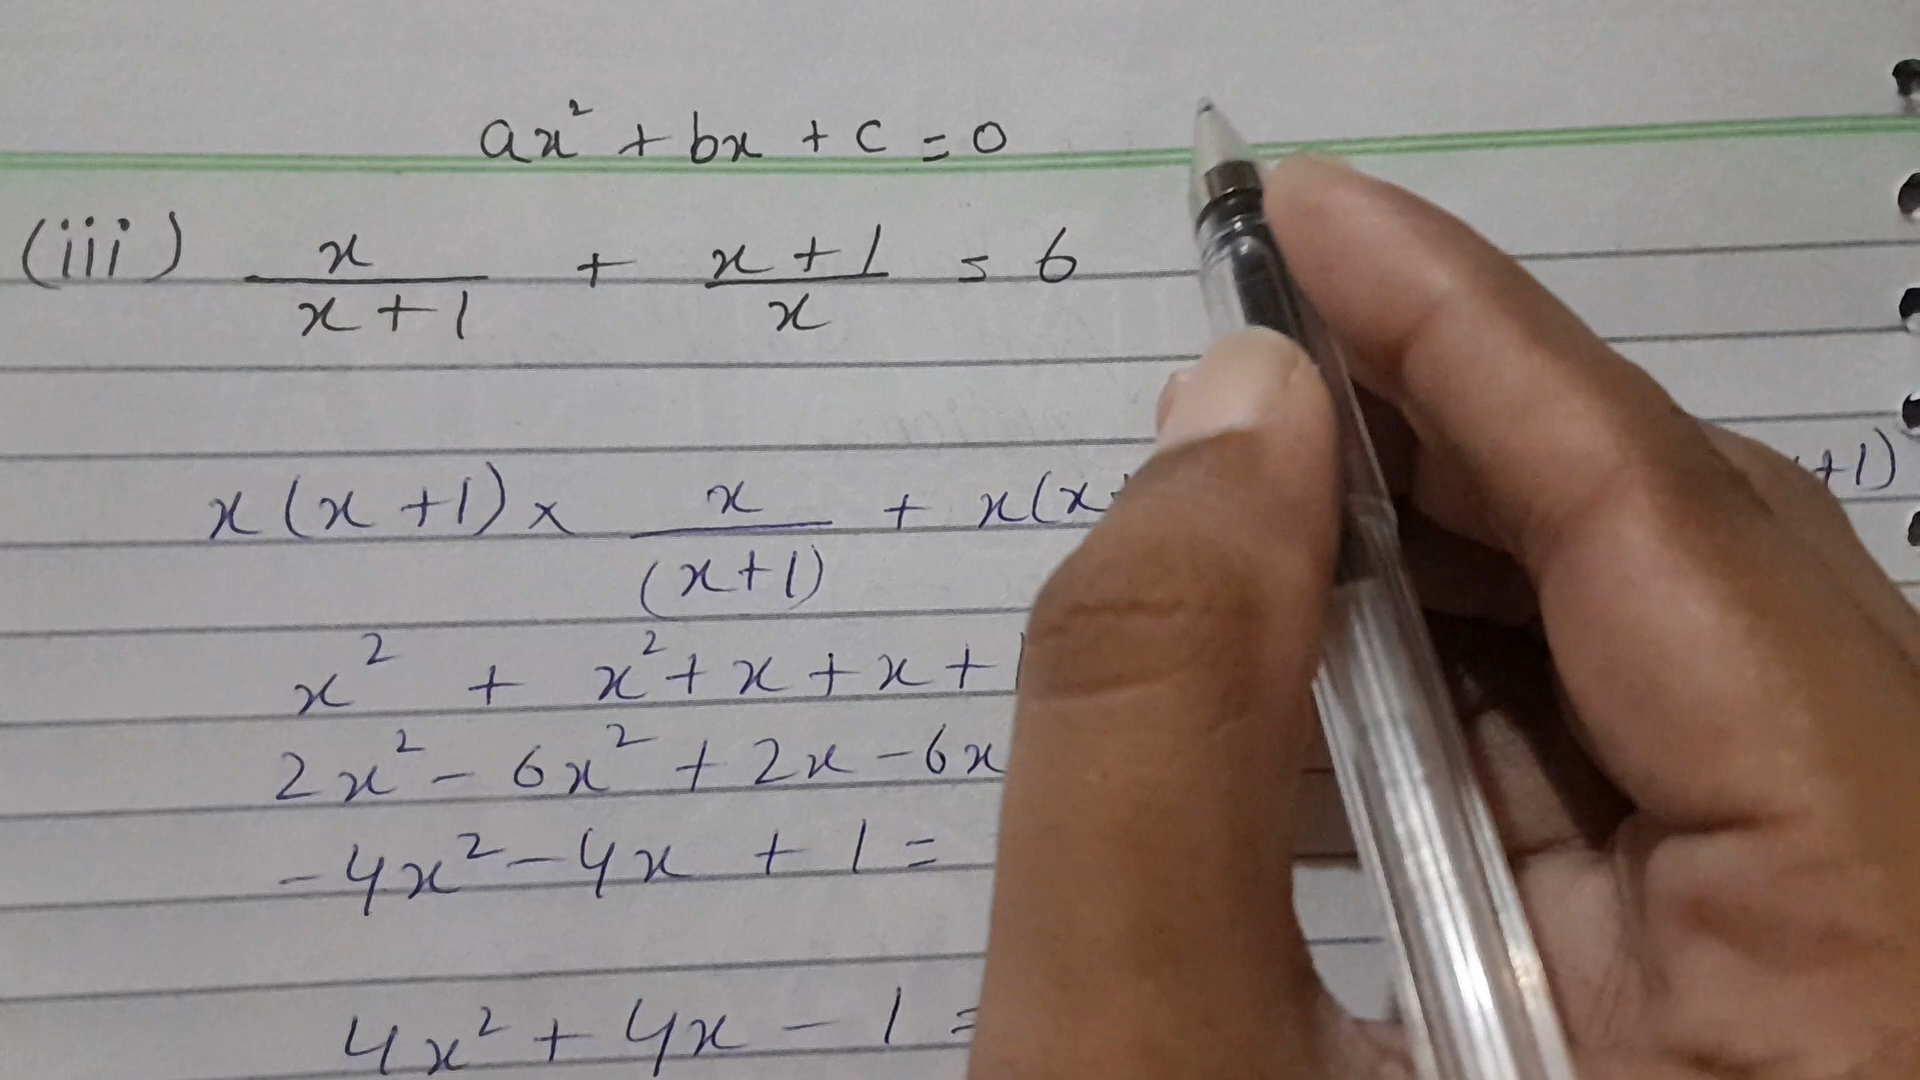 ax² + bx + c = 0
(iii) x/(x+1) + (x+1)/x = 6
x(x+1) × x/(x+1) + x(x +1)
x² + x² + x + x + 1
2x² - 6x² + 2x - 6x
-4x² - 4x + 1 =
4x² + 4x - 1 =